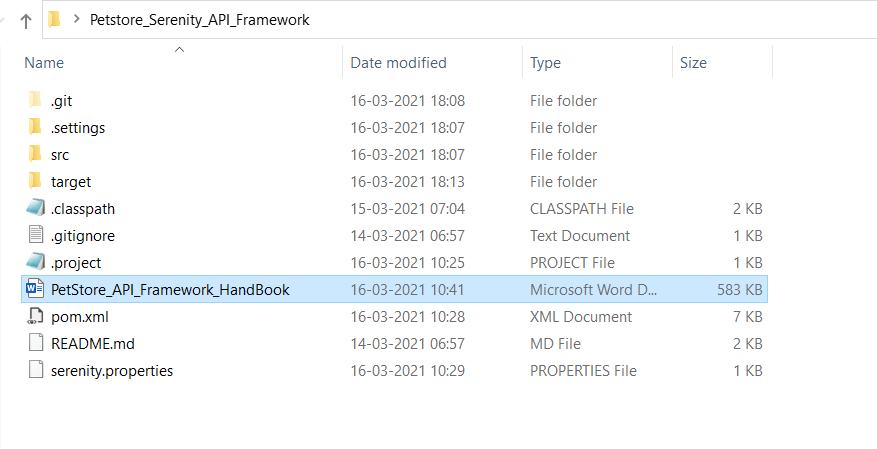 Petstore_Serenity_API_Framework
Name Date modified Type Size
.git 16-03-2021 18:08 File folder
.settings 16-03-2021 18:07 File folder
src 16-03-2021 18:07 File folder
target 16-03-2021 18:13 File folder
.classpath 15-03-2021 07:04 CLASSPATH File 2 KB
.gitignore 14-03-2021 06:57 Text Document 1 KB
.project 16-03-2021 10:25 PROJECT File 1 KB
PetStore_API_Framework_HandBook 16-03-2021 10:41 Microsoft Word D... 583 KB
pom.xml 16-03-2021 10:28 XML Document 7 KB
README.md 14-03-2021 06:57 MD File 2 KB
serenity.properties 16-03-2021 10:29 PROPERTIES File 1 KB